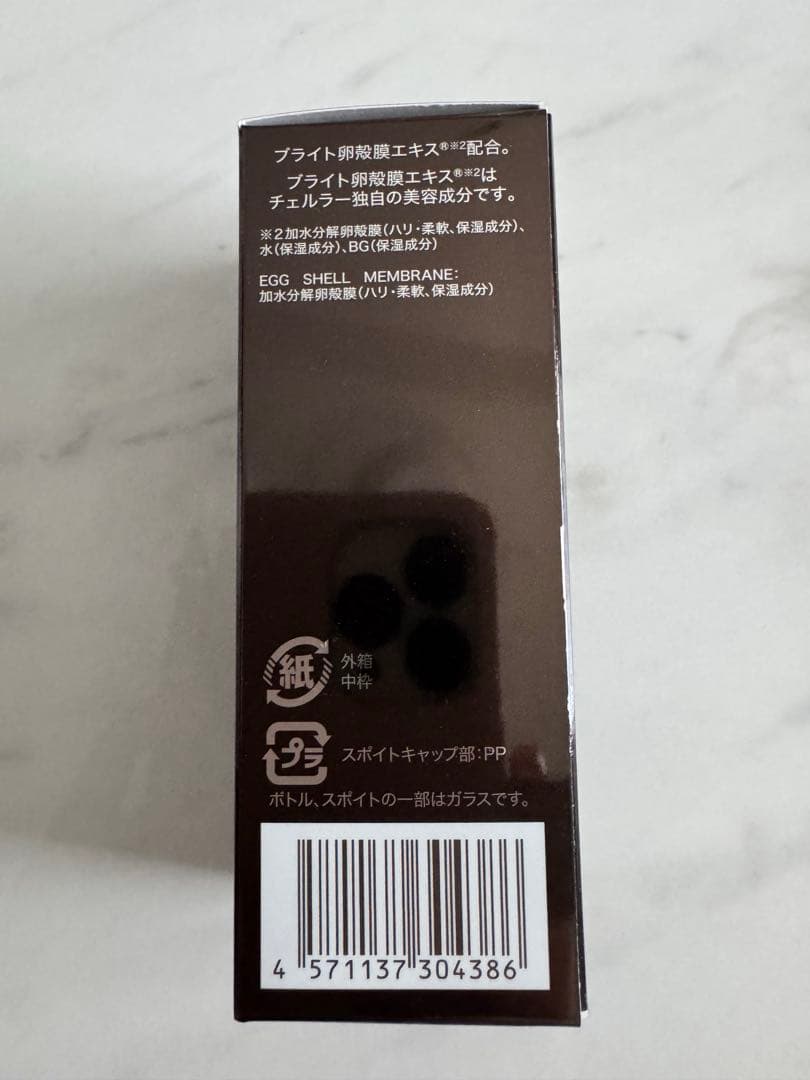 ブライト卵殻膜エキス®※2配合。
ブライト卵殻膜エキス®※2は
チェルラー独自の美容成分です。
※2加水分解卵殻膜(ハリ・柔軟、保湿成分)、
水(保湿成分)、BG(保湿成分)
EGG SHELL MEMBRANE:
加水分解卵殻膜(ハリ・柔軟、保湿成分)
紙 外箱
中枠
プラ スポイトキャップ部:PP
ボトル、スポイトの一部はガラスです。
4 571137 304386